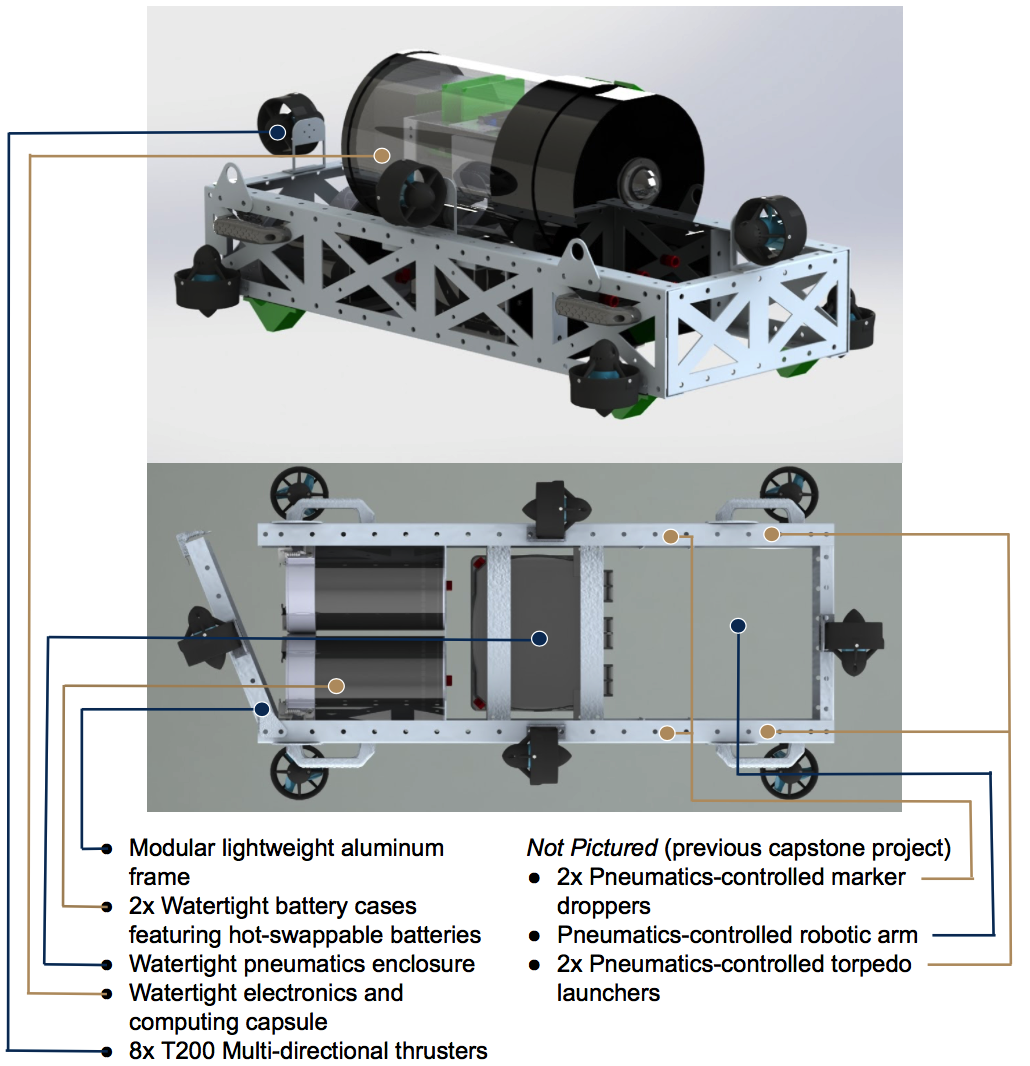 Modular lightweight aluminum
frame
2x Watertight battery cases
featuring hot-swappable batteries
Watertight pneumatics enclosure
Watertight electronics and
computing capsule
8x T200 Multi-directional thrusters
Not Pictured (previous capstone project)
2x Pneumatics-controlled marker
droppers
Pneumatics-controlled robotic arm
2x Pneumatics-controlled torpedo
launchers